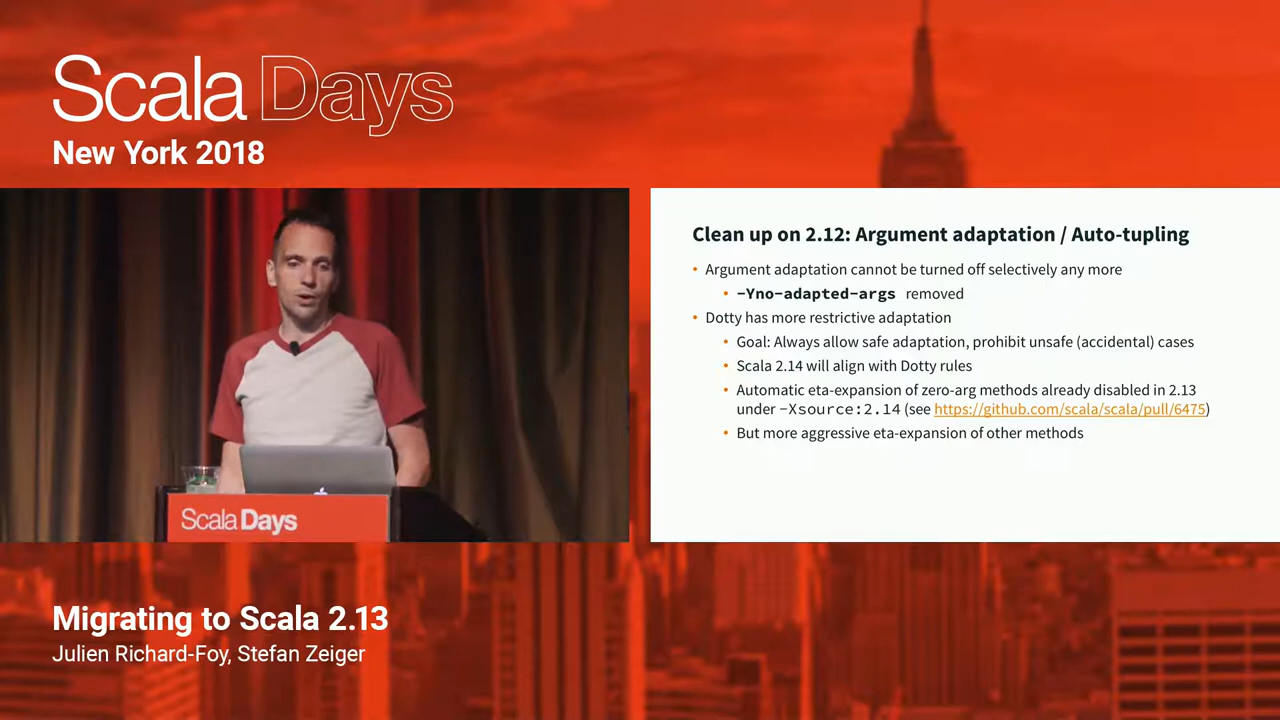 Scala Days
New York 2018
Clean up on 2.12: Argument adaptation / Auto-tupling
• Argument adaptation cannot be turned off selectively any more
• -Yno-adapted-args removed
• Dotty has more restrictive adaptation
• Goal: Always allow safe adaptation, prohibit unsafe (accidental) cases
• Scala 2.14 will align with Dotty rules
• Automatic eta-expansion of zero-arg methods already disabled in 2.13
under -Xsource:2.14 (see https://github.com/scala/scala/pull/6475)
• But more aggressive eta-expansion of other methods
Scala Days
Migrating to Scala 2.13
Julien Richard-Foy, Stefan Zeiger